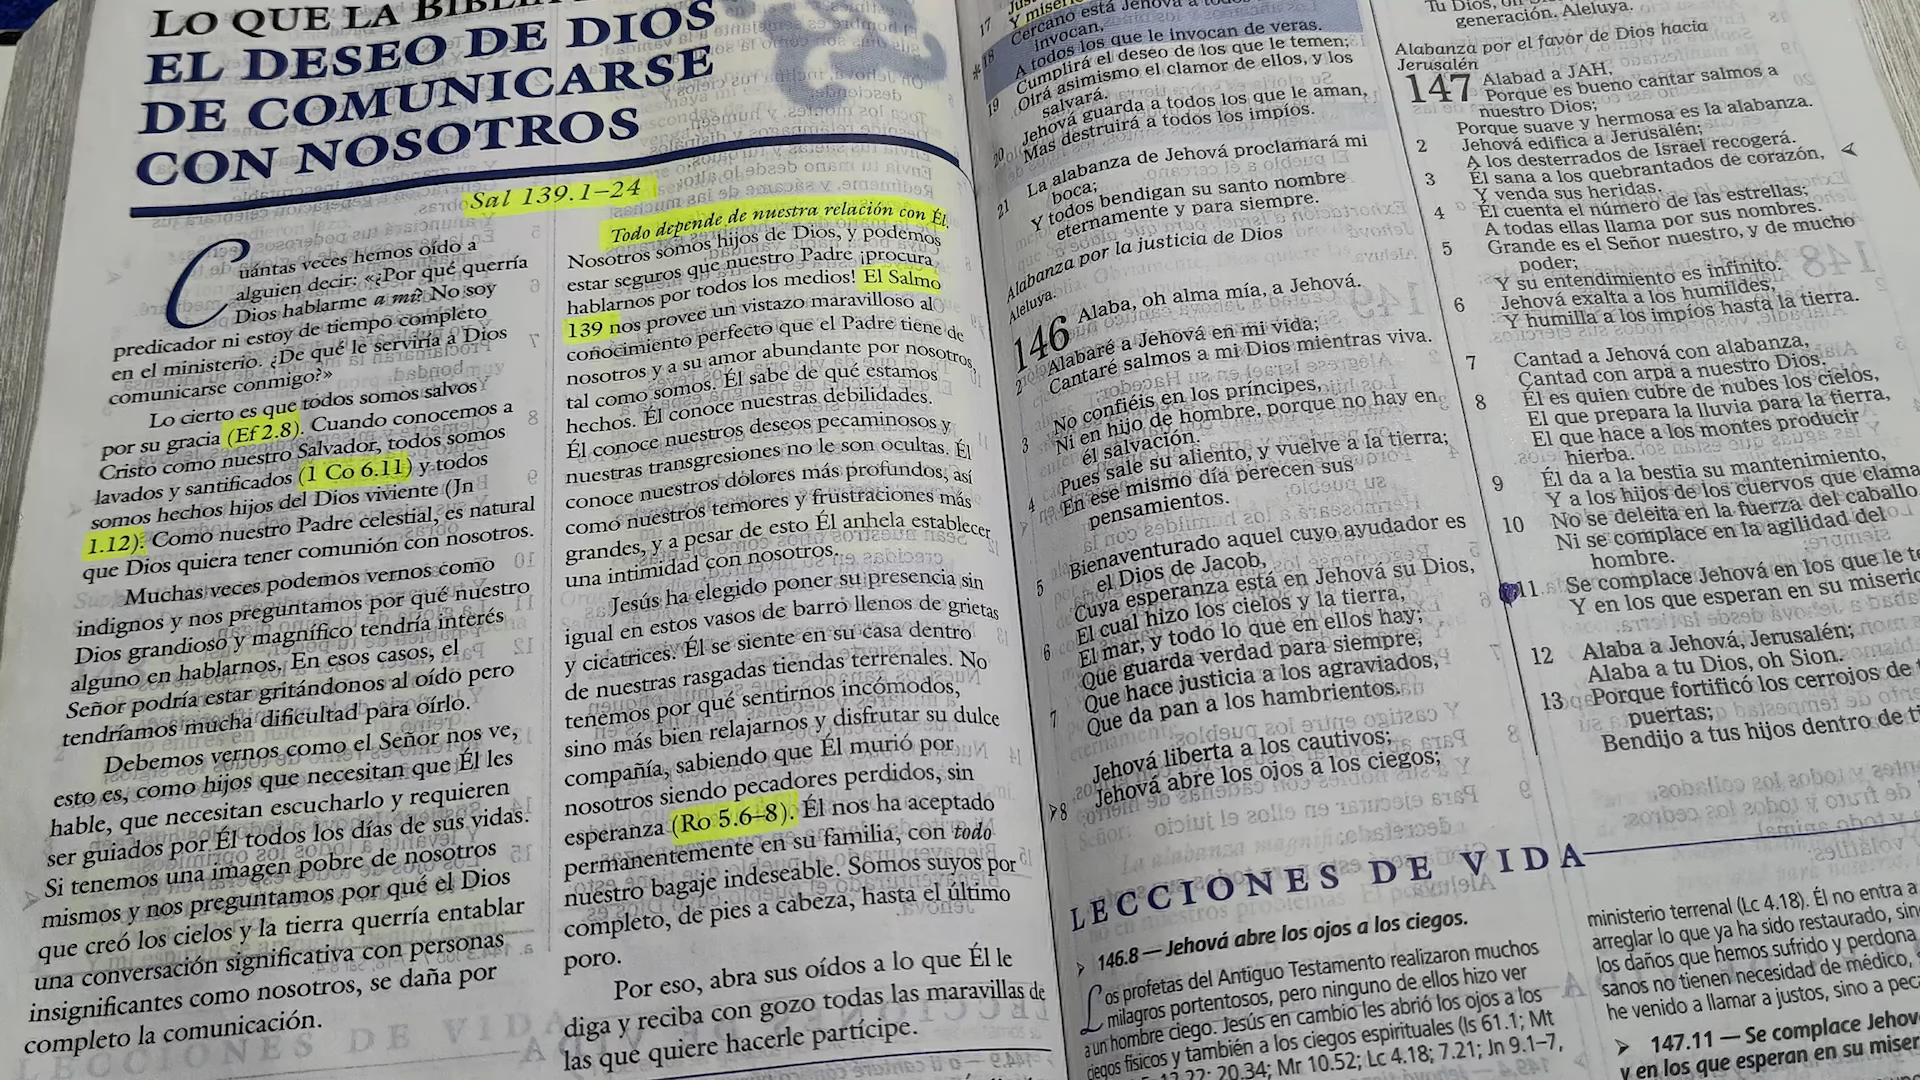 LO QUE LA BIBLIA
EL DESEO DE DIOS
DE COMUNICARSE
CON NOSOTROS
Sal 139.1–24
Cuántas veces hemos oído a
alguien decir: «¿Por qué querría
Dios hablarme a mí? No soy
predicador ni estoy de tiempo completo
en el ministerio. ¿De qué le serviría a Dios
comunicarse conmigo?»
Lo cierto es que todos somos salvos
por su gracia (Ef 2.8). Cuando conocemos a
Cristo como nuestro Salvador, todos somos
lavados y santificados (1 Co 6.11) y todos
somos hechos hijos del Dios viviente (Jn
1.12). Como nuestro Padre celestial, es natural
que Dios quiera tener comunión con nosotros.
Muchas veces podemos vernos como
indignos y nos preguntamos por qué nuestro
Dios grandioso y magnífico tendría interés
alguno en hablarnos. En esos casos, el
Señor podría estar gritándonos al oído pero
tendríamos mucha dificultad para oírlo.
Debemos vernos como el Señor nos ve,
esto es, como hijos que necesitan que Él les
hable, que necesitan escucharlo y requieren
ser guiados por Él todos los días de sus vidas.
Si tenemos una imagen pobre de nosotros
mismos y nos preguntamos por qué el Dios
que creó los cielos y la tierra querría entablar
una conversación significativa con personas
insignificantes como nosotros, se daña por
completo la comunicación.
Todo depende de nuestra relación con Él.
Nosotros somos hijos de Dios, y podemos
estar seguros que nuestro Padre ¡procura
hablarnos por todos los medios! El Salmo
139 nos provee un vistazo maravilloso al
conocimiento perfecto que el Padre tiene de
nosotros y a su amor abundante por nosotros,
tal como somos. Él sabe de qué estamos
hechos. Él conoce nuestras debilidades.
Él conoce nuestros deseos pecaminosos y
nuestras transgresiones no le son ocultas. Él
conoce nuestros dolores más profundos, así
como nuestros temores y frustraciones más
grandes, y a pesar de esto Él anhela establecer
una intimidad con nosotros.
Jesús ha elegido poner su presencia sin
igual en estos vasos de barro llenos de grietas
y cicatrices. Él se siente en su casa dentro
de nuestras rasgadas tiendas terrenales. No
tenemos por qué sentirnos incómodos,
sino más bien relajarnos y disfrutar su dulce
compañía, sabiendo que Él murió por
nosotros siendo pecadores perdidos, sin
esperanza (Ro 5.6–8). Él nos ha aceptado
permanentemente en su familia, con todo
nuestro bagaje indeseable. Somos suyos por
completo, de pies a cabeza, hasta el último
poro.
Por eso, abra sus oídos a lo que Él le
diga y reciba con gozo todas las maravillas de
las que quiere hacerle partícipe.
17
18 Cercano está Jehová a todos
invocan,
A todos los que le invocan de veras.
19 Cumplirá el deseo de los que le temen;
Oirá asimismo el clamor de ellos, y los
salvará.
20 Jehová guarda a todos los que le aman,
Mas destruirá a todos los impíos.
21 La alabanza de Jehová proclamará mi
boca;
Y todos bendigan su santo nombre
eternamente y para siempre.
Alabanza por la justicia de Dios
Aleluya.
146 Alaba, oh alma mía, a Jehová.
2 Alabaré a Jehová en mi vida;
Cantaré salmos a mi Dios mientras viva.
3 No confiéis en los príncipes,
Ni en hijo de hombre, porque no hay en
él salvación.
4 Pues sale su aliento, y vuelve a la tierra;
En ese mismo día perecen sus
pensamientos.
5 Bienaventurado aquel cuyo ayudador es
el Dios de Jacob,
Cuya esperanza está en Jehová su Dios,
6 El cual hizo los cielos y la tierra,
El mar, y todo lo que en ellos hay;
Que guarda verdad para siempre,
7 Que hace justicia a los agraviados,
Que da pan a los hambrientos.
Jehová liberta a los cautivos;
8 Jehová abre los ojos a los ciegos;
Tu Dios, oh
generación. Aleluya.
Alabanza por el favor de Dios hacia
Jerusalén
147 Alabad a JAH,
Porque es bueno cantar salmos a
nuestro Dios;
Porque suave y hermosa es la alabanza.
2 Jehová edifica a Jerusalén;
A los desterrados de Israel recogerá.
3 Él sana a los quebrantados de corazón,
Y venda sus heridas.
4 Él cuenta el número de las estrellas;
A todas ellas llama por sus nombres.
5 Grande es el Señor nuestro, y de mucho
poder;
Y su entendimiento es infinito.
6 Jehová exalta a los humildes,
Y humilla a los impíos hasta la tierra.
7 Cantad a Jehová con alabanza,
Cantad con arpa a nuestro Dios.
8 Él es quien cubre de nubes los cielos,
El que prepara la lluvia para la tierra,
El que hace a los montes producir
hierba.
9 Él da a la bestia su mantenimiento,
Y a los hijos de los cuervos que claman
10 No se deleita en la fuerza del caballo
Ni se complace en la agilidad del
hombre.
11 Se complace Jehová en los que le
Y en los que esperan en su
12 Alaba a Jehová, Jerusalén;
Alaba a tu Dios, oh Sion.
13 Porque fortificó los cerrojos de
puertas;
Bendijo a tus hijos dentro de
LECCIONES DE VIDA
146.8 — Jehová abre los ojos a los ciegos.
Los profetas del Antiguo Testamento realizaron muchos
milagros portentosos, pero ninguno de ellos hizo ver
a un hombre ciego. Jesús en cambio les abrió los ojos a los
ciegos físicos y también a los ciegos espirituales (Is 61.1; Mt
20.34; Mr 10.52; Lc 4.18; 7.21; Jn 9.1–7,
ministerio terrenal (Lc 4.18). Él no entra a
arreglar lo que ya ha sido restaurado,
los daños que hemos sufrido y perdona
sanos no tienen necesidad de médico,
he venido a llamar a justos, sino a
147.11 — Se complace
y en los que esperan en su